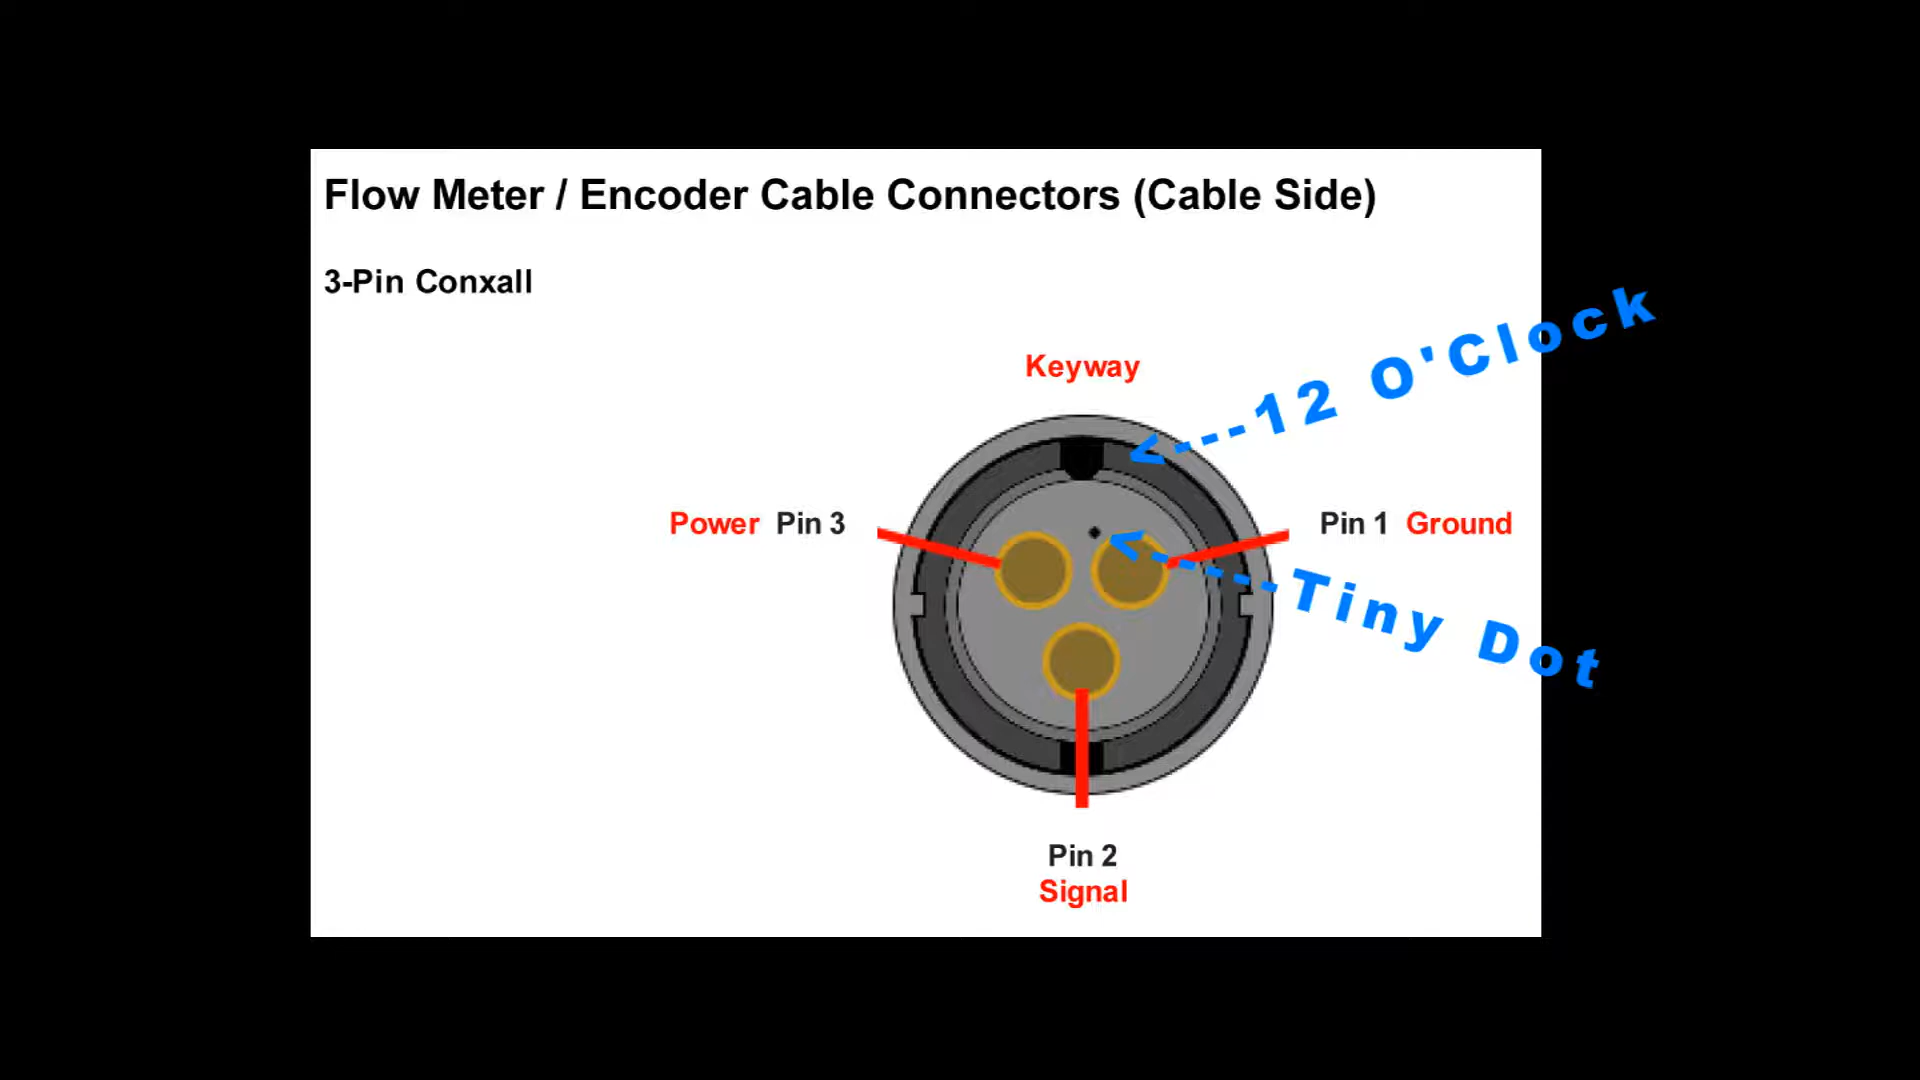 Flow Meter / Encoder Cable Connectors (Cable Side)
3-Pin Conxall
Keyway
<---12 O'Clock
Power Pin 3
Pin 1 Ground
<---Tiny Dot
Pin 2
Signal